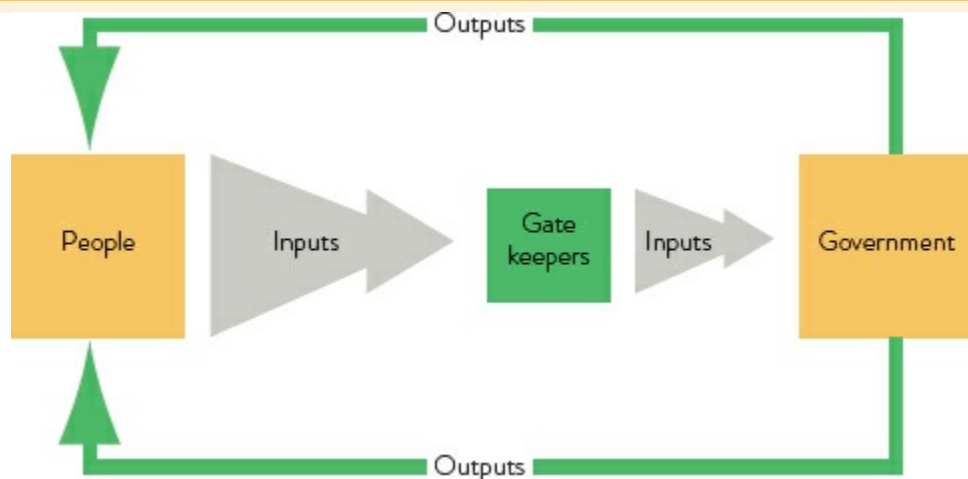 Outputs
People
Inputs
Gate
keepers
Inputs
Government
Outputs